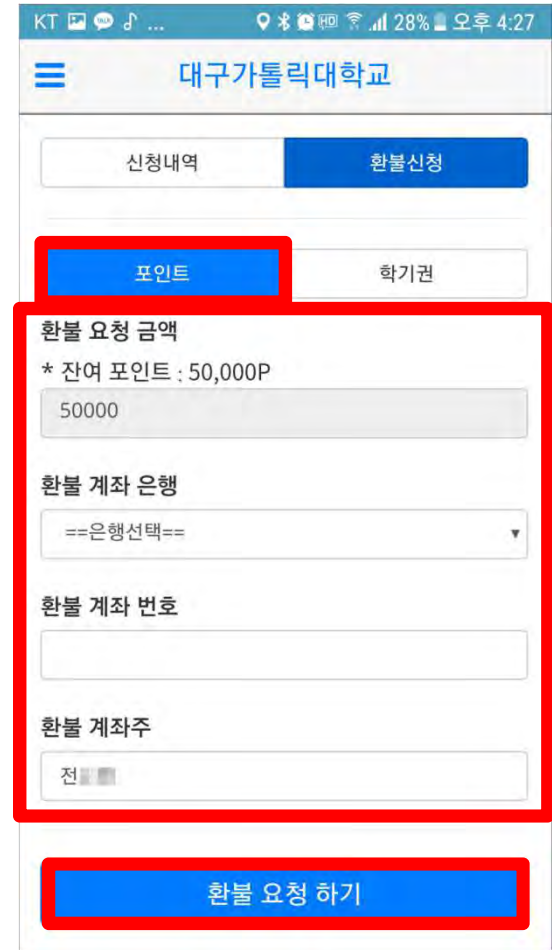 KT ... 28% 오후 4:27
대구가톨릭대학교
신청내역 환불신청
포인트 학기권
환불 요청 금액
* 잔여 포인트 : 50,000P
50000
환불 계좌 은행
==은행선택==
환불 계좌 번호
환불 계좌주
전
환불 요청 하기